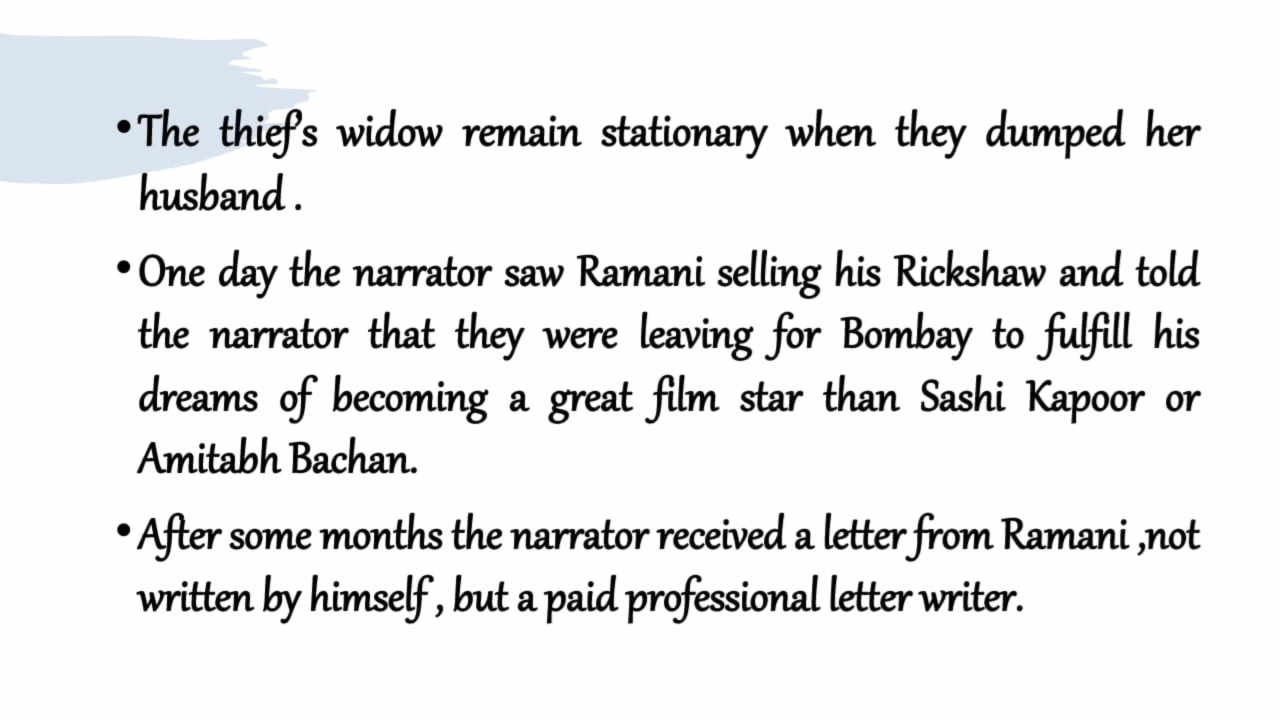 •The thief's widow remain stationary when they dumped her
husband .
•One day the narrator saw Ramani selling his Rickshaw and told
the narrator that they were leaving for Bombay to fulfill his
dreams of becoming a great film star than Sashi Kapoor or
Amitabh Bachan.
•After some months the narrator received a letter from Ramani ,not
written by himself , but a paid professional letter writer.